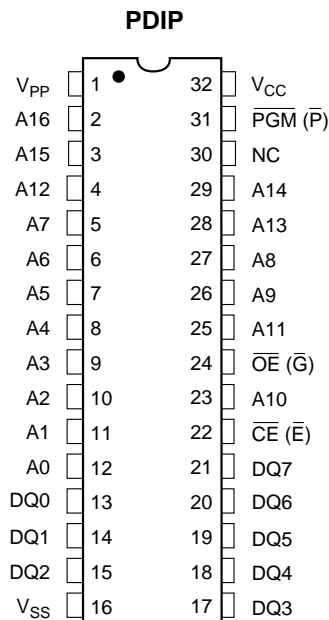 PDIP
VPP 1 32 VCC
A16 2 31 PGM (P)
A15 3 30 NC
A12 4 29 A14
A7 5 28 A13
A6 6 27 A8
A5 7 26 A9
A4 8 25 A11
A3 9 24 OE (G)
A2 10 23 A10
A1 11 22 CE (E)
A0 12 21 DQ7
DQ0 13 20 DQ6
DQ1 14 19 DQ5
DQ2 15 18 DQ4
VSS 16 17 DQ3